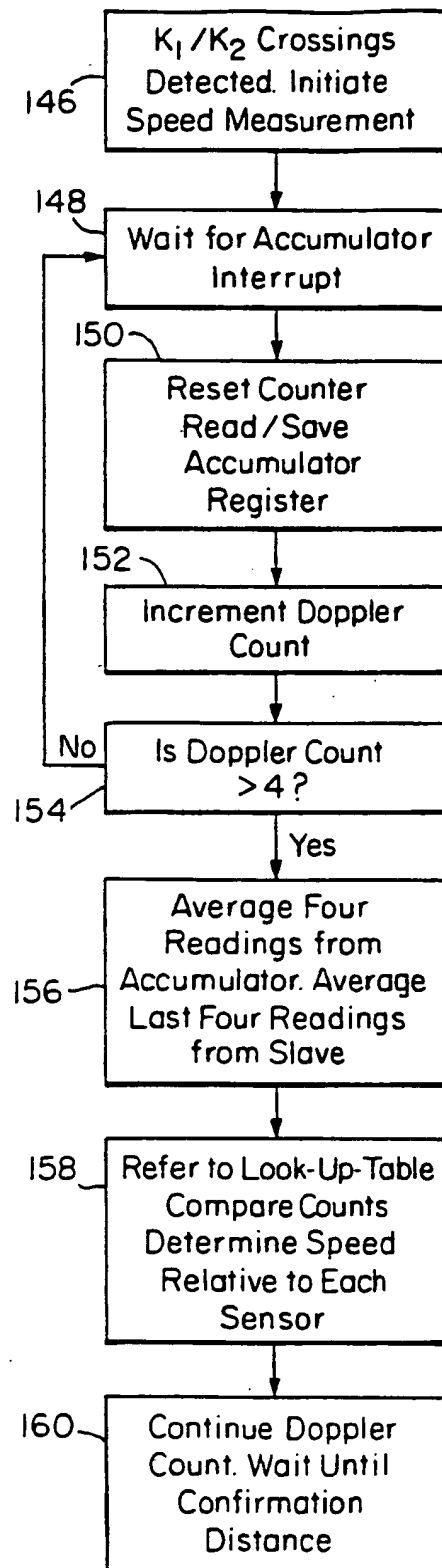 K₁/K₂ Crossings
Detected. Initiate
Speed Measurement
146
148
Wait for Accumulator
Interrupt
150
Reset Counter
Read/Save
Accumulator
Register
152
Increment Doppler
Count
No
Is Doppler Count
>4?
154
Yes
Average Four
Readings from
156
Accumulator. Average
Last Four Readings
from Slave
158
Refer to Look-Up-Table
Compare Counts
Determine Speed
Relative to Each
Sensor
160
Continue Doppler
Count. Wait Until
Confirmation
Distance